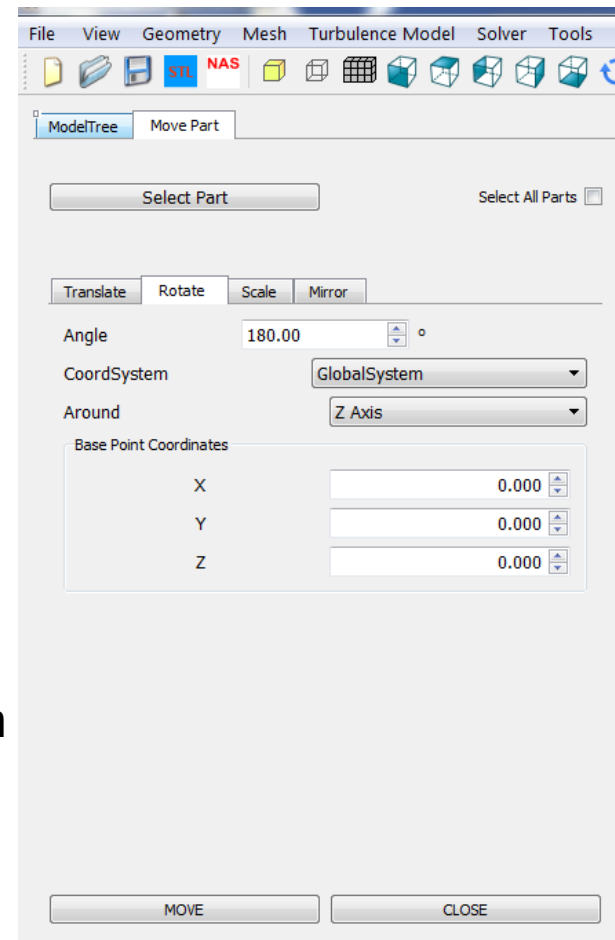 File View Geometry Mesh Turbulence Model Solver Tools
STL NAS
ModelTree Move Part
Select Part Select All Parts
Translate Rotate Scale Mirror
Angle 180.00 °
CoordSystem GlobalSystem
Around Z Axis
Base Point Coordinates
X 0.000
Y 0.000
Z 0.000
MOVE CLOSE